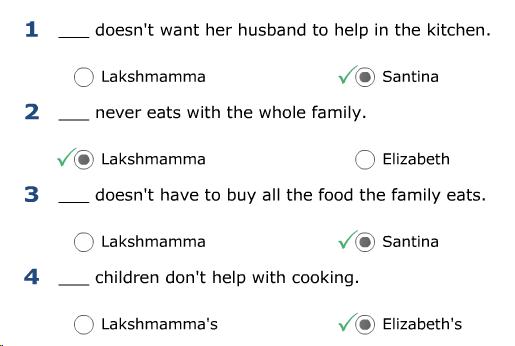 1 ___ doesn't want her husband to help in the kitchen.
Lakshmamma Santina
2 ___ never eats with the whole family.
Lakshmamma Elizabeth
3 ___ doesn't have to buy all the food the family eats.
Lakshmamma Santina
4 ___ children don't help with cooking.
Lakshmamma's Elizabeth's